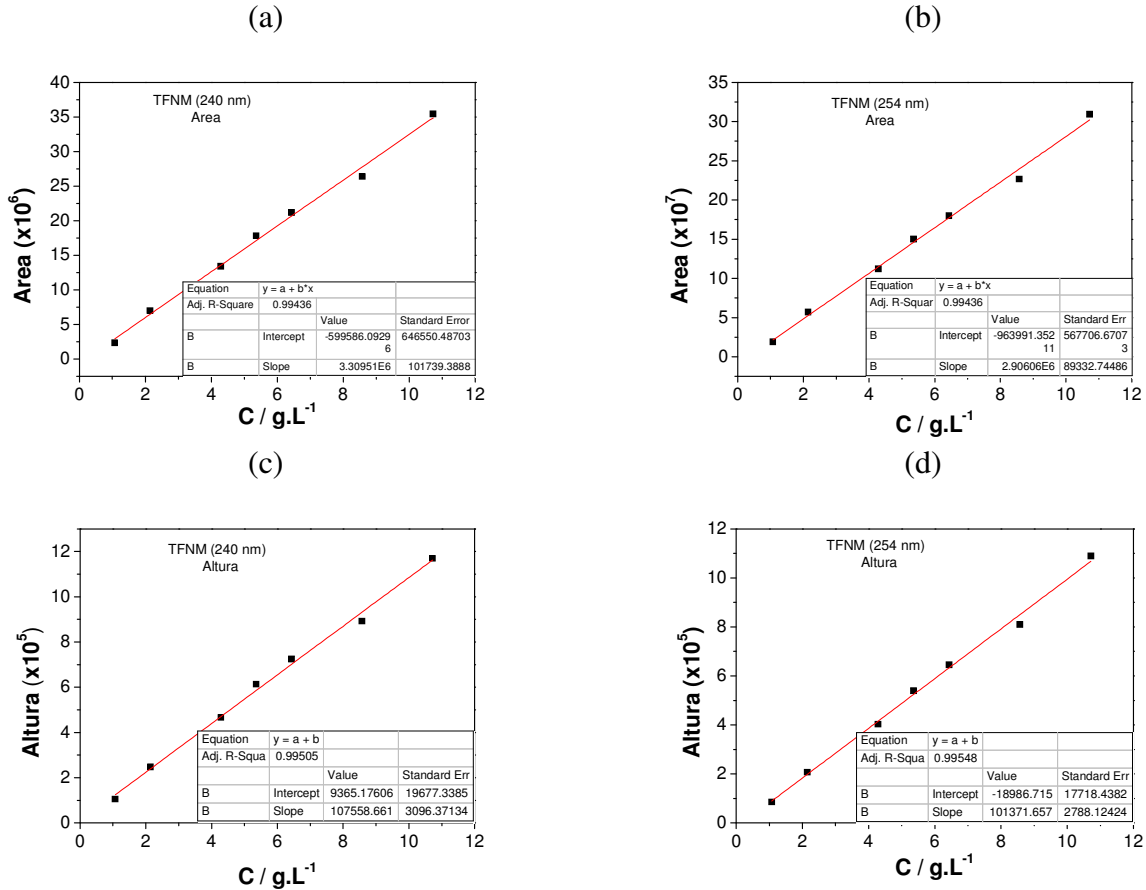 (a)
TFNM (240 nm)
Area
Area (x10⁶)
40
35
30
25
20
15
10
5
0
Equation y = a + b*x
Adj. R-Square 0.99436
Value Standard Error
B Intercept -599586.0929 646550.48703
6
B Slope 3.30951E6 101739.3888
0 2 4 6 8 10 12
C / g.L⁻¹
(b)
TFNM (254 nm)
Area
Area (x10⁷)
35
30
25
20
15
10
5
0
Equation y = a + b*x
Adj. R-Squar 0.99436
Value Standard Err
B Intercept -963991.352 567706.6707
11 3
B Slope 2.90606E6 89332.74486
0 2 4 6 8 10 12
C / g.L⁻¹
(c)
TFNM (240 nm)
Altura
Altura (x10⁵)
12
10
8
6
4
2
0
Equation y = a + b
Adj. R-Squa 0.99505
Value Standard Err
B Intercept 9365.17606 19677.3385
B Slope 107558.661 3096.37134
0 2 4 6 8 10 12
C / g.L⁻¹
(d)
TFNM (254 nm)
Altura
Altura (x10⁵)
12
10
8
6
4
2
0
Equation y = a + b
Adj. R-Squa 0.99548
Value Standard Err
B Intercept -18986.715 17718.4382
B Slope 101371.657 2788.12424
0 2 4 6 8 10 12
C / g.L⁻¹